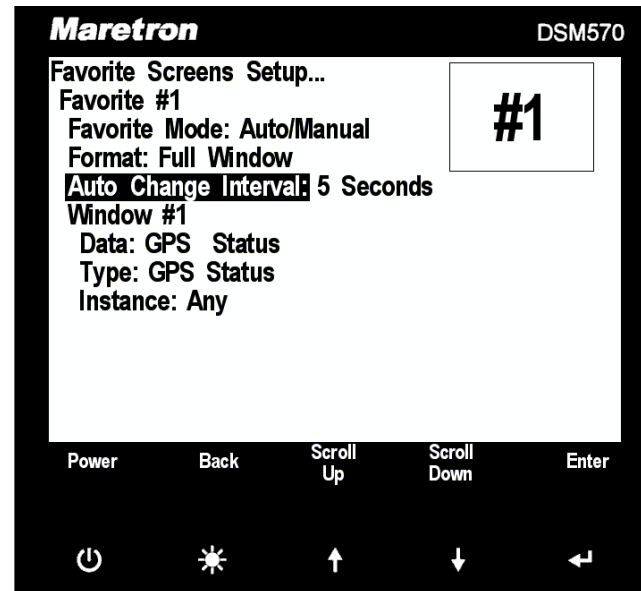 Maretron DSM570
Favorite Screens Setup...
Favorite #1
Favorite Mode: Auto/Manual
Format: Full Window
Auto Change Interval: 5 Seconds
Window #1
Data: GPS Status
Type: GPS Status
Instance: Any
#1
Power Back Scroll Up Scroll Down Enter